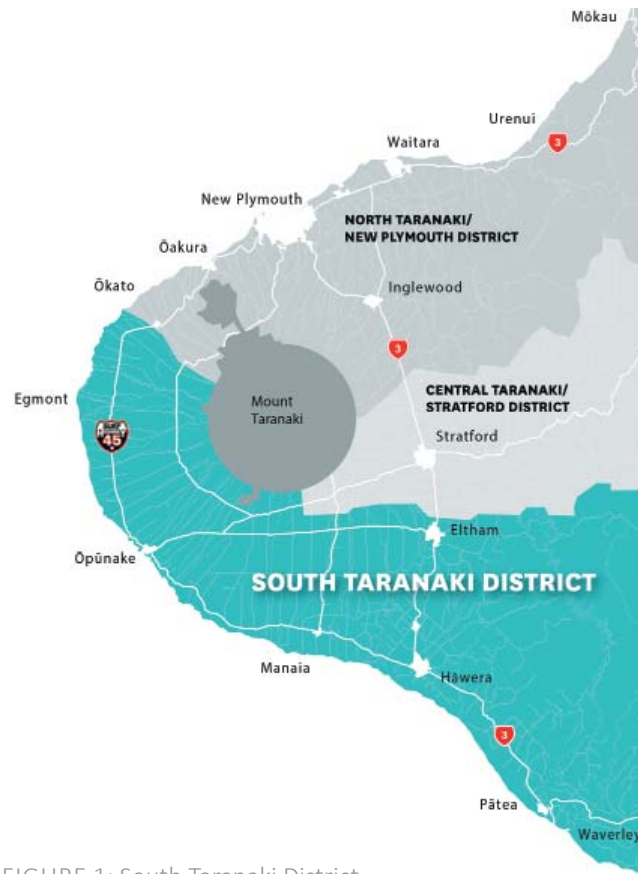 Mōkau
Urenui
3
Waitara
New Plymouth
NORTH TARANAKI/
NEW PLYMOUTH DISTRICT
Ōakura
Ōkato
Inglewood
3
Egmont
Mount
Taranaki
CENTRAL TARANAKI/
STRATFORD DISTRICT
45
Stratford
Eltham
Ōpūnake
SOUTH TARANAKI DISTRICT
Manaia
Hāwera
3
Pātea
Waverley
FIGURE 1: South Taranaki District